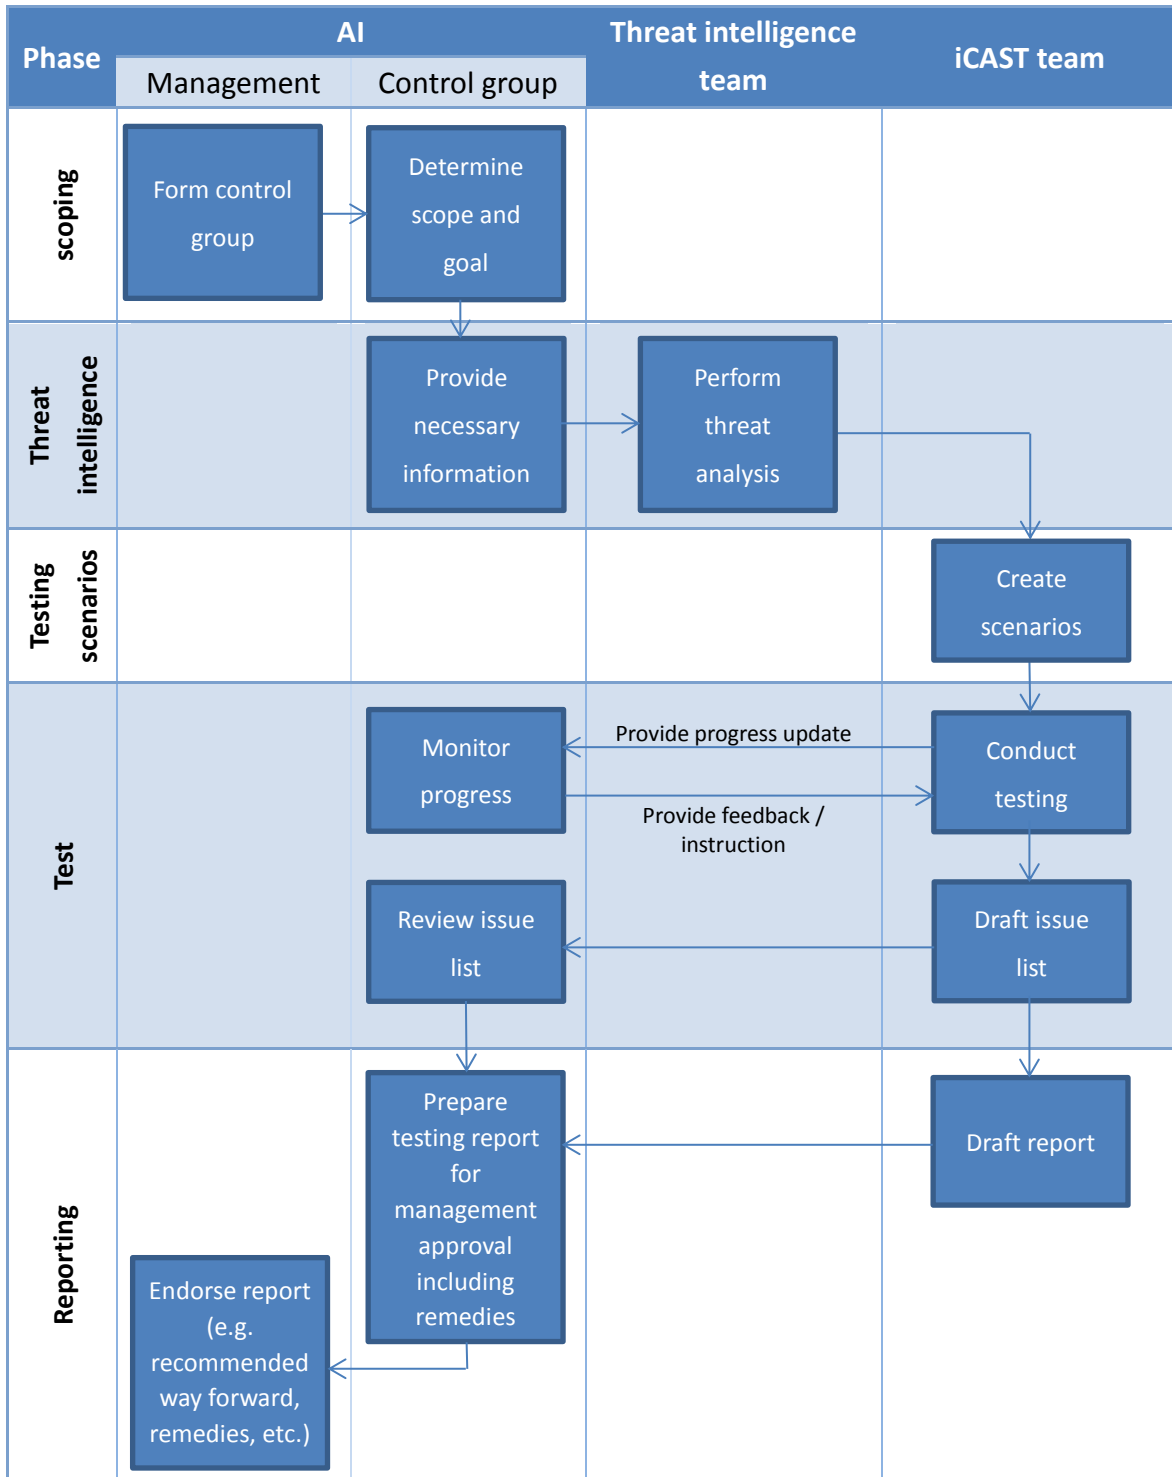 Phase
AI
Management
Control group
Threat intelligence
team
iCAST team
scoping
Form control
group
Determine
scope and
goal
Threat
intelligence
Provide
necessary
information
Perform
threat
analysis
Testing
scenarios
Create
scenarios
Test
Monitor
progress
Provide progress update
Provide feedback /
instruction
Conduct
testing
Review issue
list
Draft issue
list
Reporting
Prepare
testing report
for
management
approval
including
remedies
Draft report
Endorse report
(e.g.
recommended
way forward,
remedies, etc.)